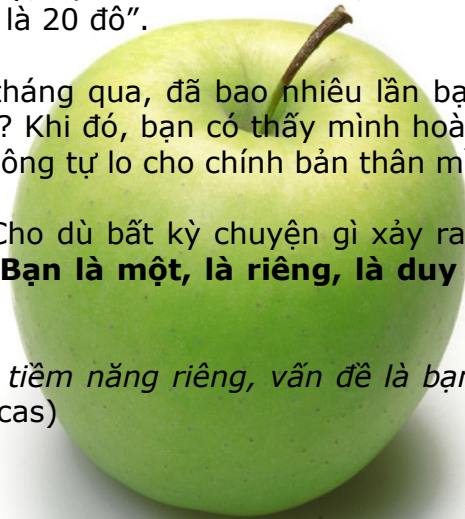 là 20 đô”.
tháng qua, đã bao nhiêu lần bạ
? Khi đó, bạn có thấy mình hoà
ông tự lo cho chính bản thân m
Cho dù bất kỳ chuyện gì xảy ra
Bạn là một, là riêng, là duy
tiềm năng riêng, vấn đề là bạn
cas)